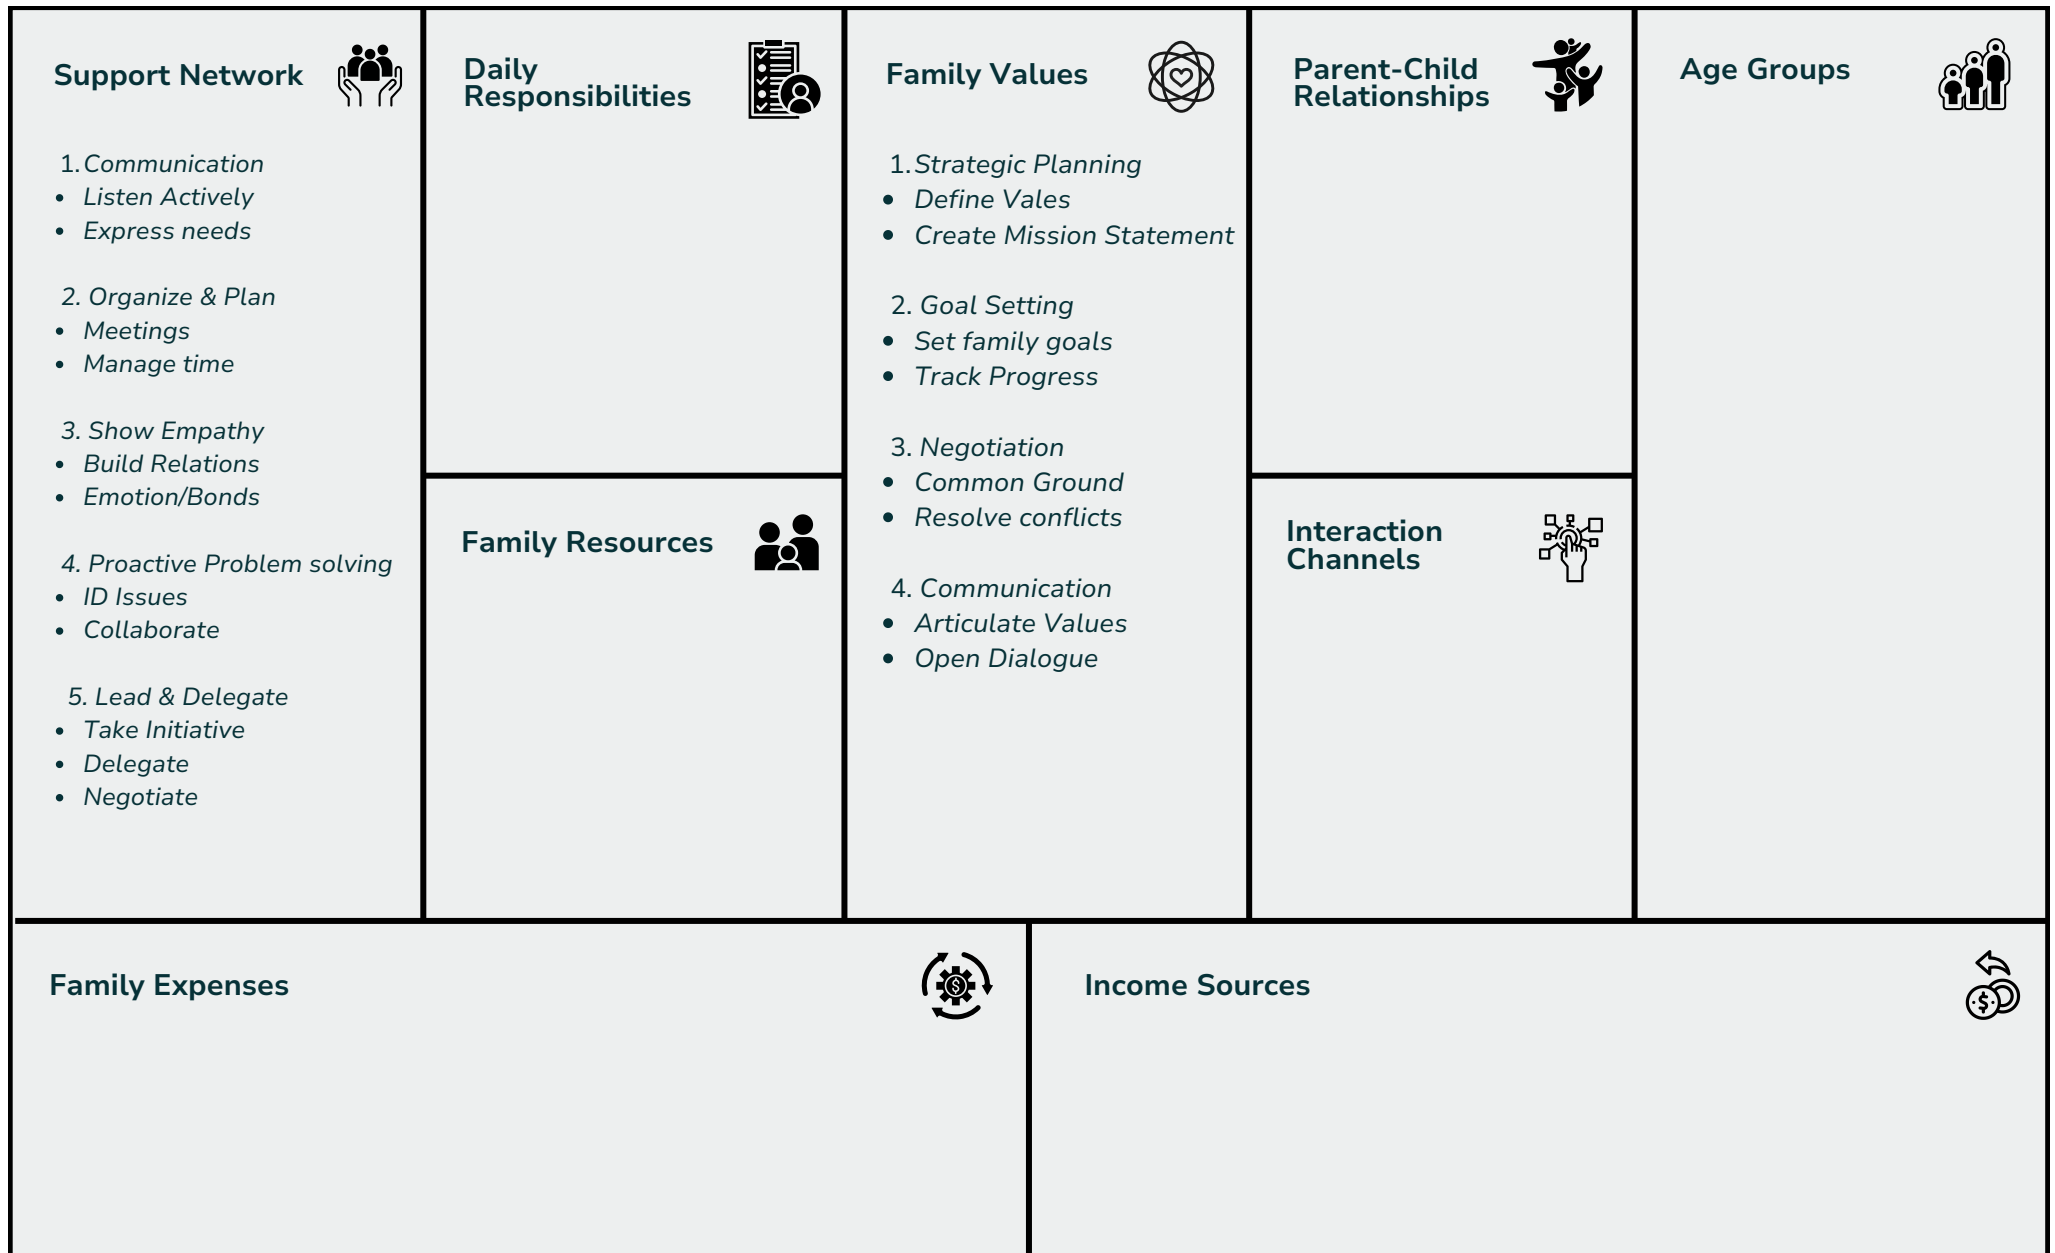 Support Network
1. Communication
• Listen Actively
• Express needs
2. Organize & Plan
• Meetings
• Manage time
3. Show Empathy
• Build Relations
• Emotion/Bonds
4. Proactive Problem solving
• ID Issues
• Collaborate
5. Lead & Delegate
• Take Initiative
• Delegate
• Negotiate
Daily
Responsibilities
Family Resources
Family Values
1. Strategic Planning
• Define Vales
• Create Mission Statement
2. Goal Setting
• Set family goals
• Track Progress
3. Negotiation
• Common Ground
• Resolve conflicts
4. Communication
• Articulate Values
• Open Dialogue
Parent-Child
Relationships
Interaction
Channels
Age Groups
Family Expenses
$
Income Sources
$